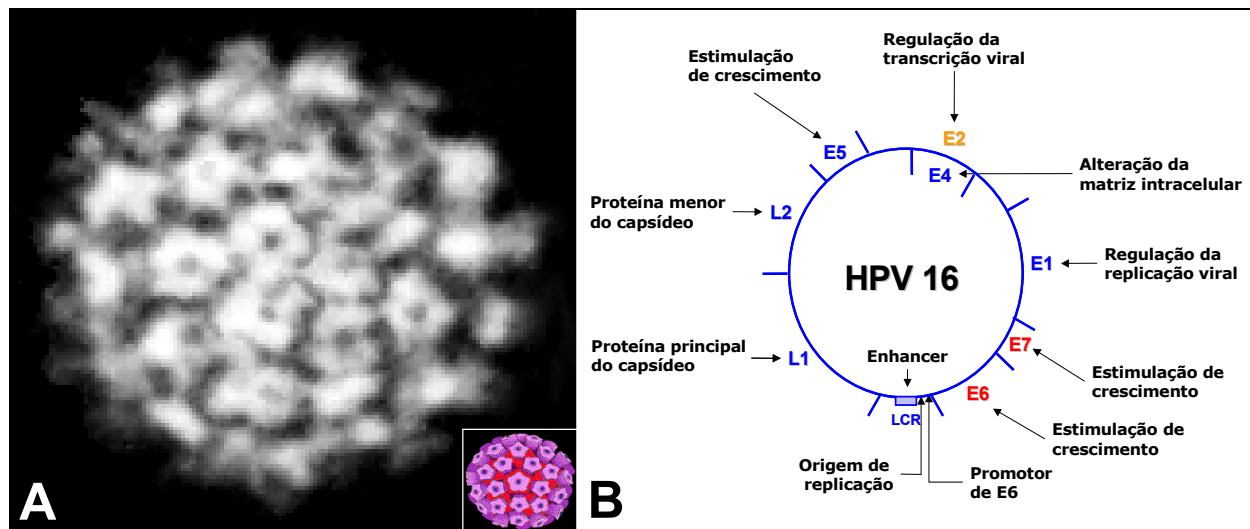 A
B
Estimulação
de crescimento
Regulação da
transcrição viral
E2
E5
E4
Alteração da
matriz intracelular
Proteína menor
do capsídeo
L2
HPV 16
E1
Regulação da
replicação viral
Proteína principal
do capsídeo
L1
Enhancer
E7
Estimulação de
crescimento
E6
LCR
Estimulação de
crescimento
Origem de
replicação
Promotor
de E6